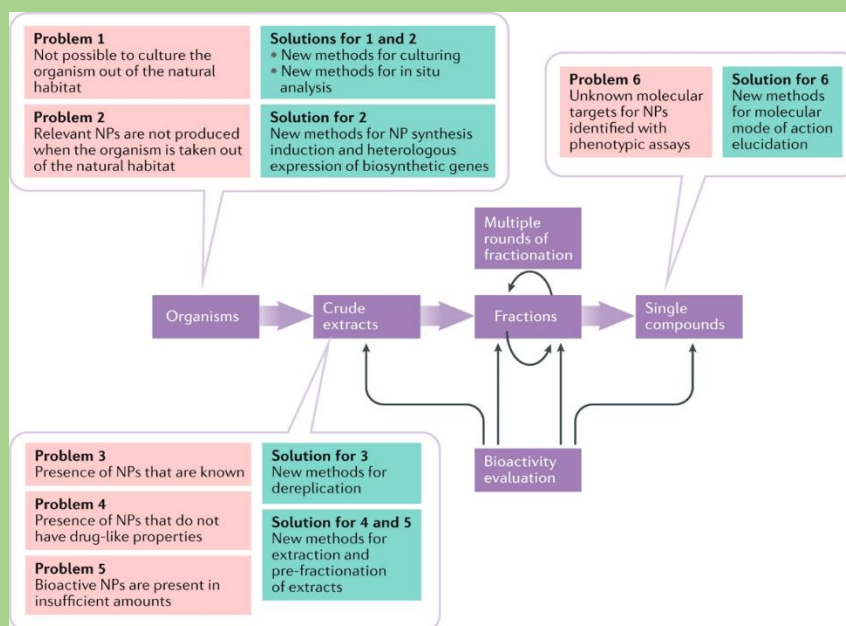 Problem 1
Not possible to culture the
organism out of the natural
habitat
Problem 2
Relevant NPs are not produced
when the organism is taken out
of the natural habitat
Solutions for 1 and 2
• New methods for culturing
• New methods for in situ
analysis
Solution for 2
New methods for NP synthesis
induction and heterologous
expression of biosynthetic genes
Problem 6
Unknown molecular
targets for NPs
identified with
phenotypic assays
Solution for 6
New methods
for molecular
mode of action
elucidation
Multiple
rounds of
fractionation
Organisms
Crude
extracts
Fractions
Single
compounds
Bioactivity
evaluation
Problem 3
Presence of NPs that are known
Problem 4
Presence of NPs that do not
have drug-like properties
Problem 5
Bioactive NPs are present in
insufficient amounts
Solution for 3
New methods for
dereplication
Solution for 4 and 5
New methods for
extraction and
pre-fractionation
of extracts